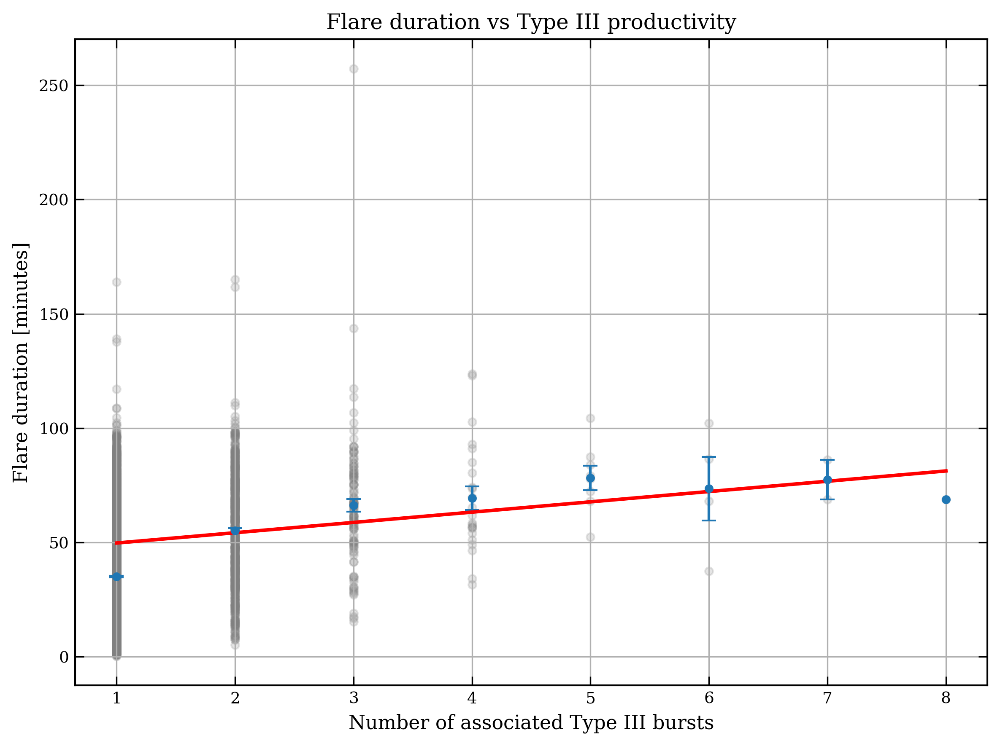 Flare duration vs Type III productivity
Flare duration [minutes]
250
200
150
100
50
0
1 2 3 4 5 6 7 8
Number of associated Type III bursts